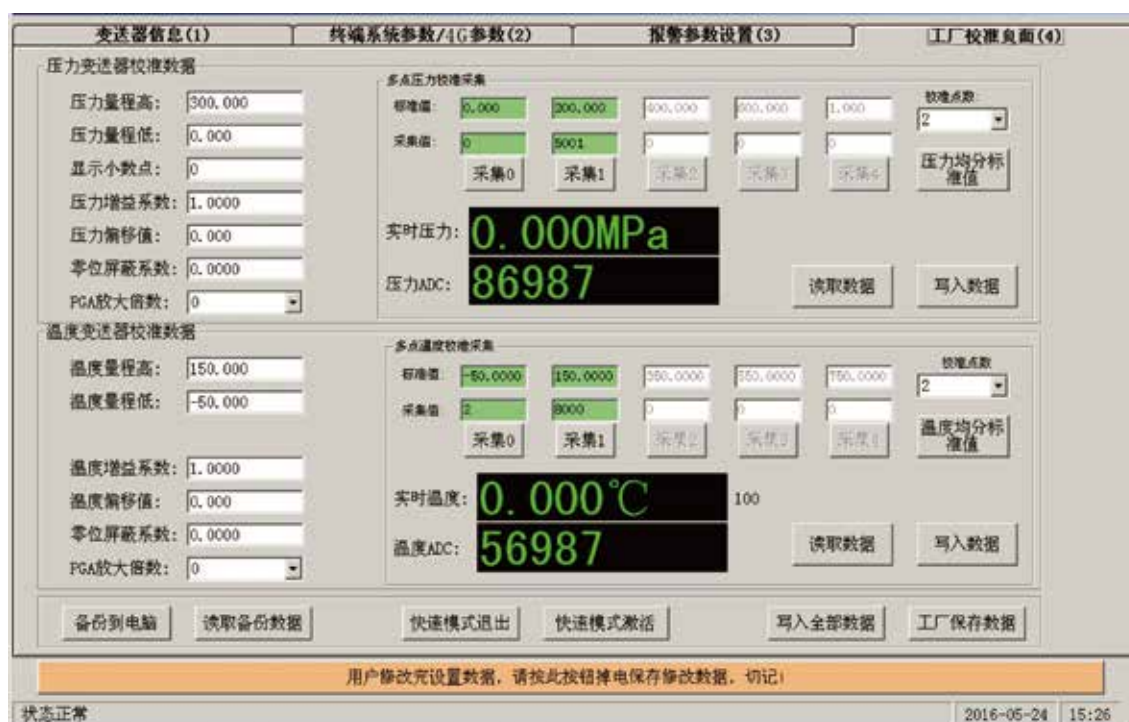 变送器信息(1) 终端系统参数/4G参数(2) 报警参数设置(3) 工厂校准页面(4)
压力变送器校准数据
压力量程高: 300.000
压力量程低: 0.000
显示小数点: 0
压力增益系数: 1.0000
压力偏移值: 0.000
零位屏蔽系数: 0.0000
PGA放大倍数: 0
多点压力校准采集
标准值: 0.000 200.000 400.000 600.000 1.000
采集值: 0 5001 0 0 0
采集0 采集1 采集2 采集3 采集4
校准点数:
2
压力均分标
准值
实时压力: 0.000MPa
压力ADC: 86987
读取数据 写入数据
温度变送器校准数据
温度量程高: 150.000
温度量程低: -50.000
温度增益系数: 1.0000
温度偏移值: 0.000
零位屏蔽系数: 0.0000
PGA放大倍数: 0
多点温度校准采集
标准值: -50.0000 150.0000 350.0000 550.0000 750.0000
采集值: 2 8000 0 0 0
采集0 采集1
校准点数
2
温度均分标
准值
实时温度: 0.000℃ 100
温度ADC: 56987
读取数据 写入数据
备份到电脑 读取备份数据 快速模式退出 快速模式激活 写入全部数据 工厂保存数据
用户修改完设置数据, 请按此按钮掉电保存修改数据, 切记!
状态正常 2016-05-24 15:26